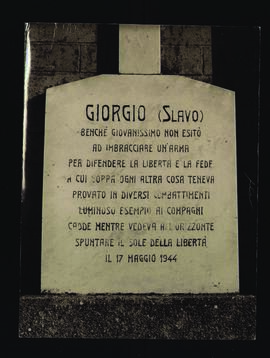 GIORGIO (SLAVO)
BENCHÉ GIOVANISSIMO NON ESITÒ
AD IMBRACCIARE UN'ARMA
PER DIFENDERE LA LIBERTÀ E LA FEDE
A CUI SOPRA OGNI ALTRA COSA TENEVA
PROVATO IN DIVERSI COMBATTIMENTI
LUMINOSO ESEMPIO AI COMPAGNI
CADDE MENTRE VEDEVA ALL'ORIZZONTE
SPUNTARE IL SOLE DELLA LIBERTÀ
IL 17 MAGGIO 1944